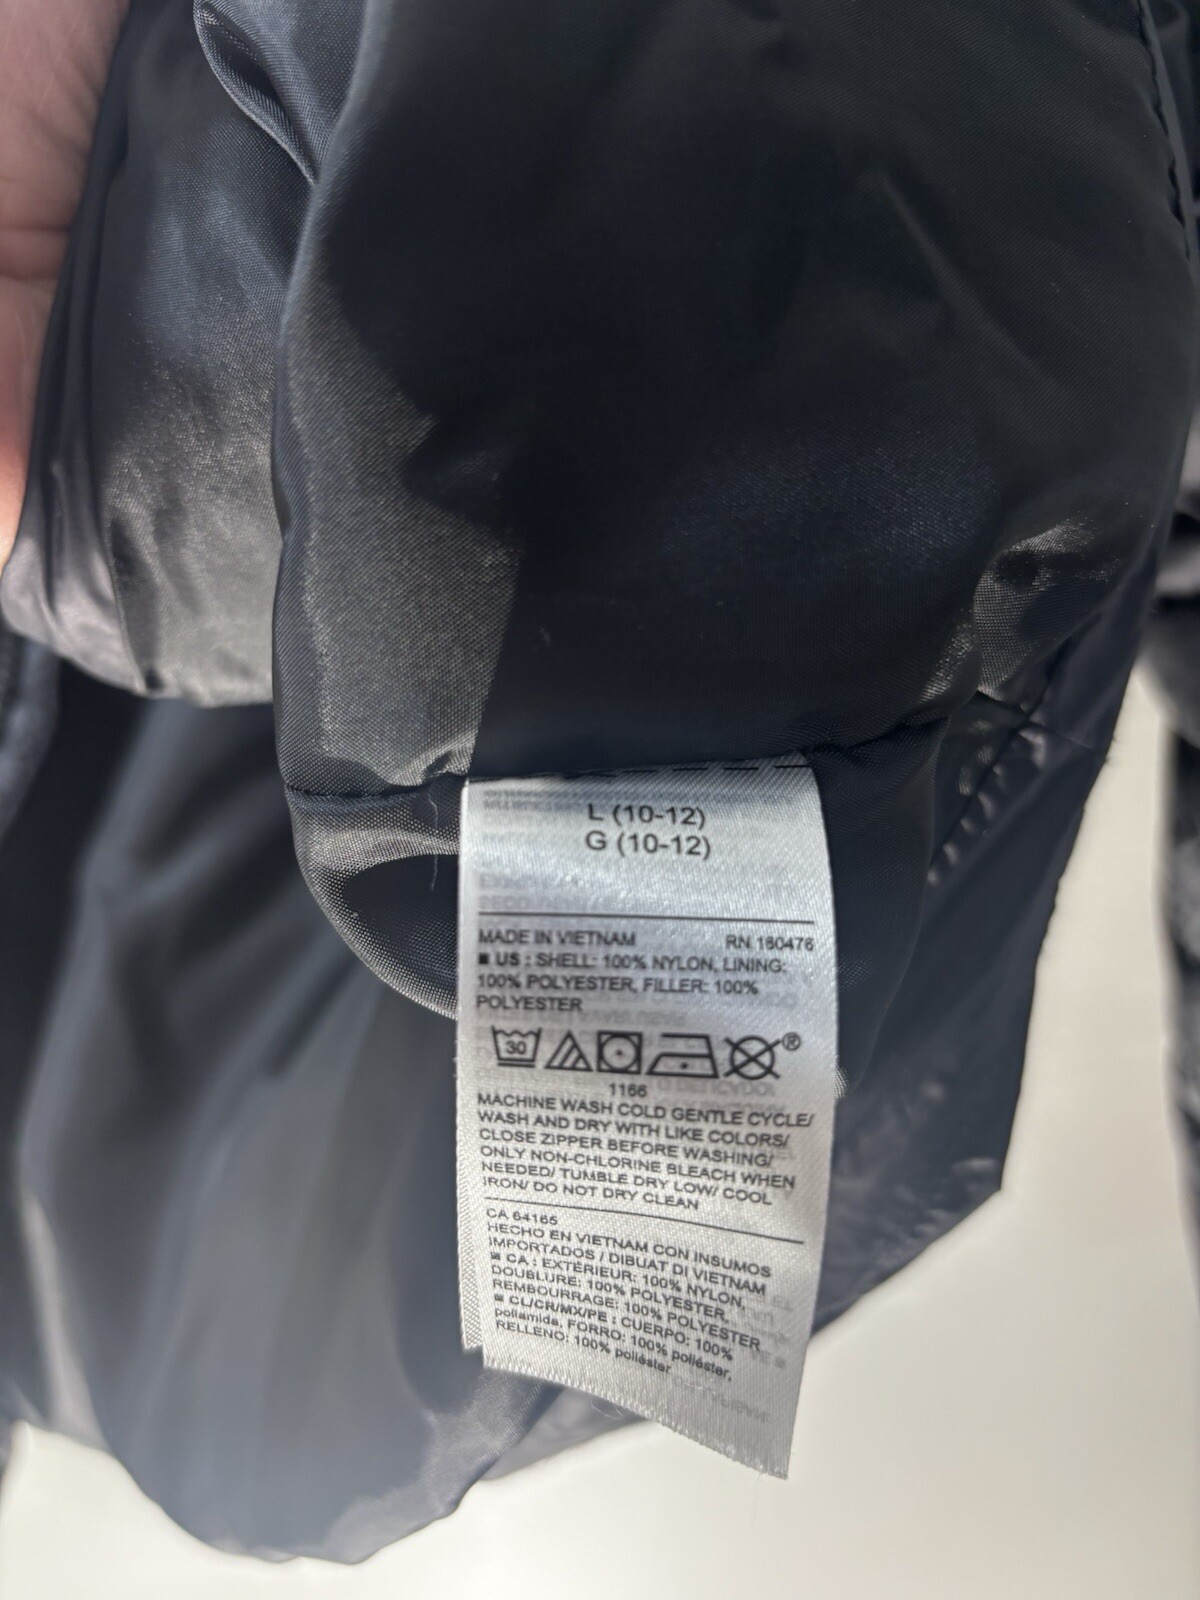 L (10-12)
G (10-12)
MADE IN VIETNAM RN 160476
■ US : SHELL: 100% NYLON, LINING:
100% POLYESTER, FILLER: 100%
POLYESTER
30
®
1166
MACHINE WASH COLD GENTLE CYCLE/
WASH AND DRY WITH LIKE COLORS/
CLOSE ZIPPER BEFORE WASHING/
ONLY NON-CHLORINE BLEACH WHEN
NEEDED/ TUMBLE DRY LOW/ COOL
IRON/ DO NOT DRY CLEAN
CA 64165
HECHO EN VIETNAM CON INSUMOS
IMPORTADOS / DIBUAT DI VIETNAM
■ CA : EXTÉRIEUR: 100% NYLON,
DOUBLURE: 100% POLYESTER,
REMBOURRAGE: 100% POLYESTER
■ CL/CR/MX/PE : CUERPO: 100%
poliamida, FORRO: 100% poliéster,
RELLENO: 100% poliéster